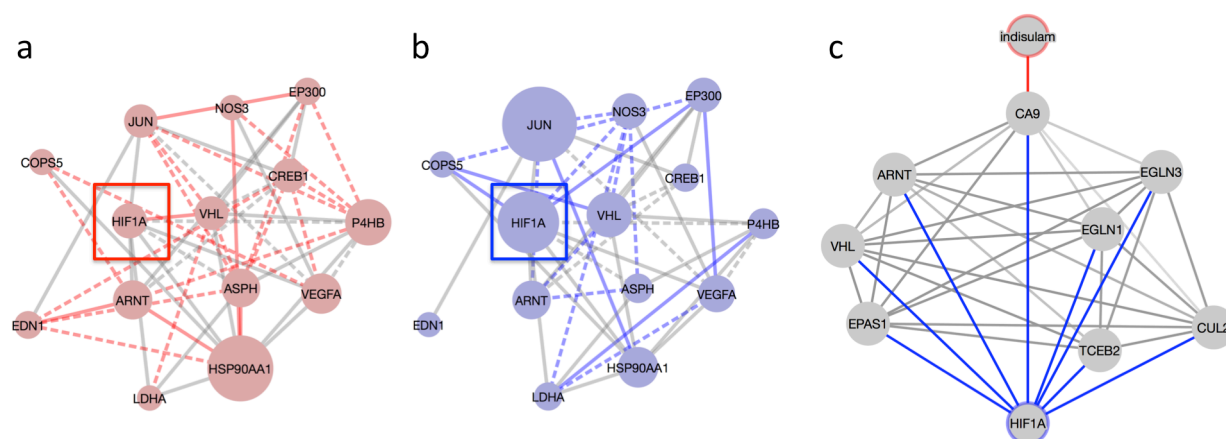 a
b
c
EP300
NOS3
JUN
COPS5
CREB1
HIF1A
VHL
P4HB
ARNT
ASPH
VEGFA
EDN1
HSP90AA1
LDHA
EP300
NOS3
JUN
COPS5
CREB1
HIF1A
VHL
P4HB
ARNT
ASPH
VEGFA
EDN1
HSP90AA1
LDHA
indisulam
CA9
ARNT
EGLN3
VHL
EGLN1
EPAS1
TCEB2
CUL2
HIF1A